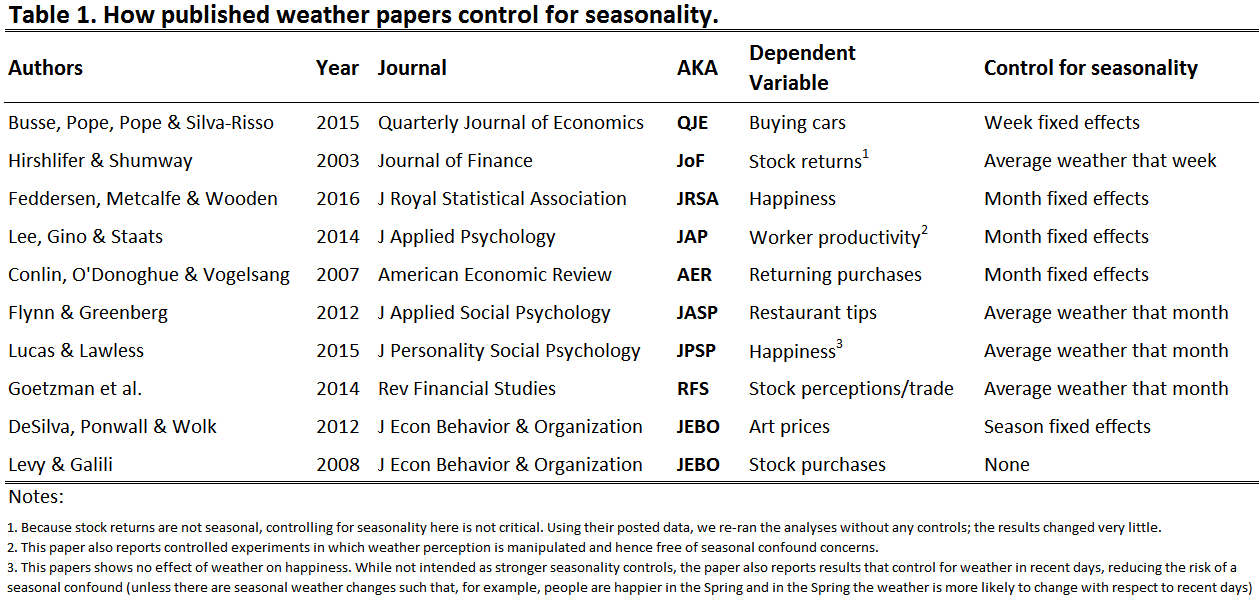 Table 1. How published weather papers control for seasonality.
Authors Year Journal AKA Dependent Variable Control for seasonality
Busse, Pope, Pope & Silva-Risso 2015 Quarterly Journal of Economics QJE Buying cars Week fixed effects
Hirshlifer & Shumway 2003 Journal of Finance JoF Stock returns1 Average weather that week
Feddersen, Metcalfe & Wooden 2016 J Royal Statistical Association JRSA Happiness Month fixed effects
Lee, Gino & Staats 2014 J Applied Psychology JAP Worker productivity2 Month fixed effects
Conlin, O'Donoghue & Vogelsang 2007 American Economic Review AER Returning purchases Month fixed effects
Flynn & Greenberg 2012 J Applied Social Psychology JASP Restaurant tips Average weather that month
Lucas & Lawless 2015 J Personality Social Psychology JPSP Happiness3 Average weather that month
Goetzman et al. 2014 Rev Financial Studies RFS Stock perceptions/trade Average weather that month
DeSilva, Ponwall & Wolk 2012 J Econ Behavior & Organization JEBO Art prices Season fixed effects
Levy & Galili 2008 J Econ Behavior & Organization JEBO Stock purchases None
Notes:
1. Because stock returns are not seasonal, controlling for seasonality here is not critical. Using their posted data, we re-ran the analyses without any controls; the results changed very little.
2. This paper also reports controlled experiments in which weather perception is manipulated and hence free of seasonal confound concerns.
3. This papers shows no effect of weather on happiness. While not intended as stronger seasonality controls, the paper also reports results that control for weather in recent days, reducing the risk of a
seasonal confound (unless there are seasonal weather changes such that, for example, people are happier in the Spring and in the Spring the weather is more likely to change with respect to recent days)